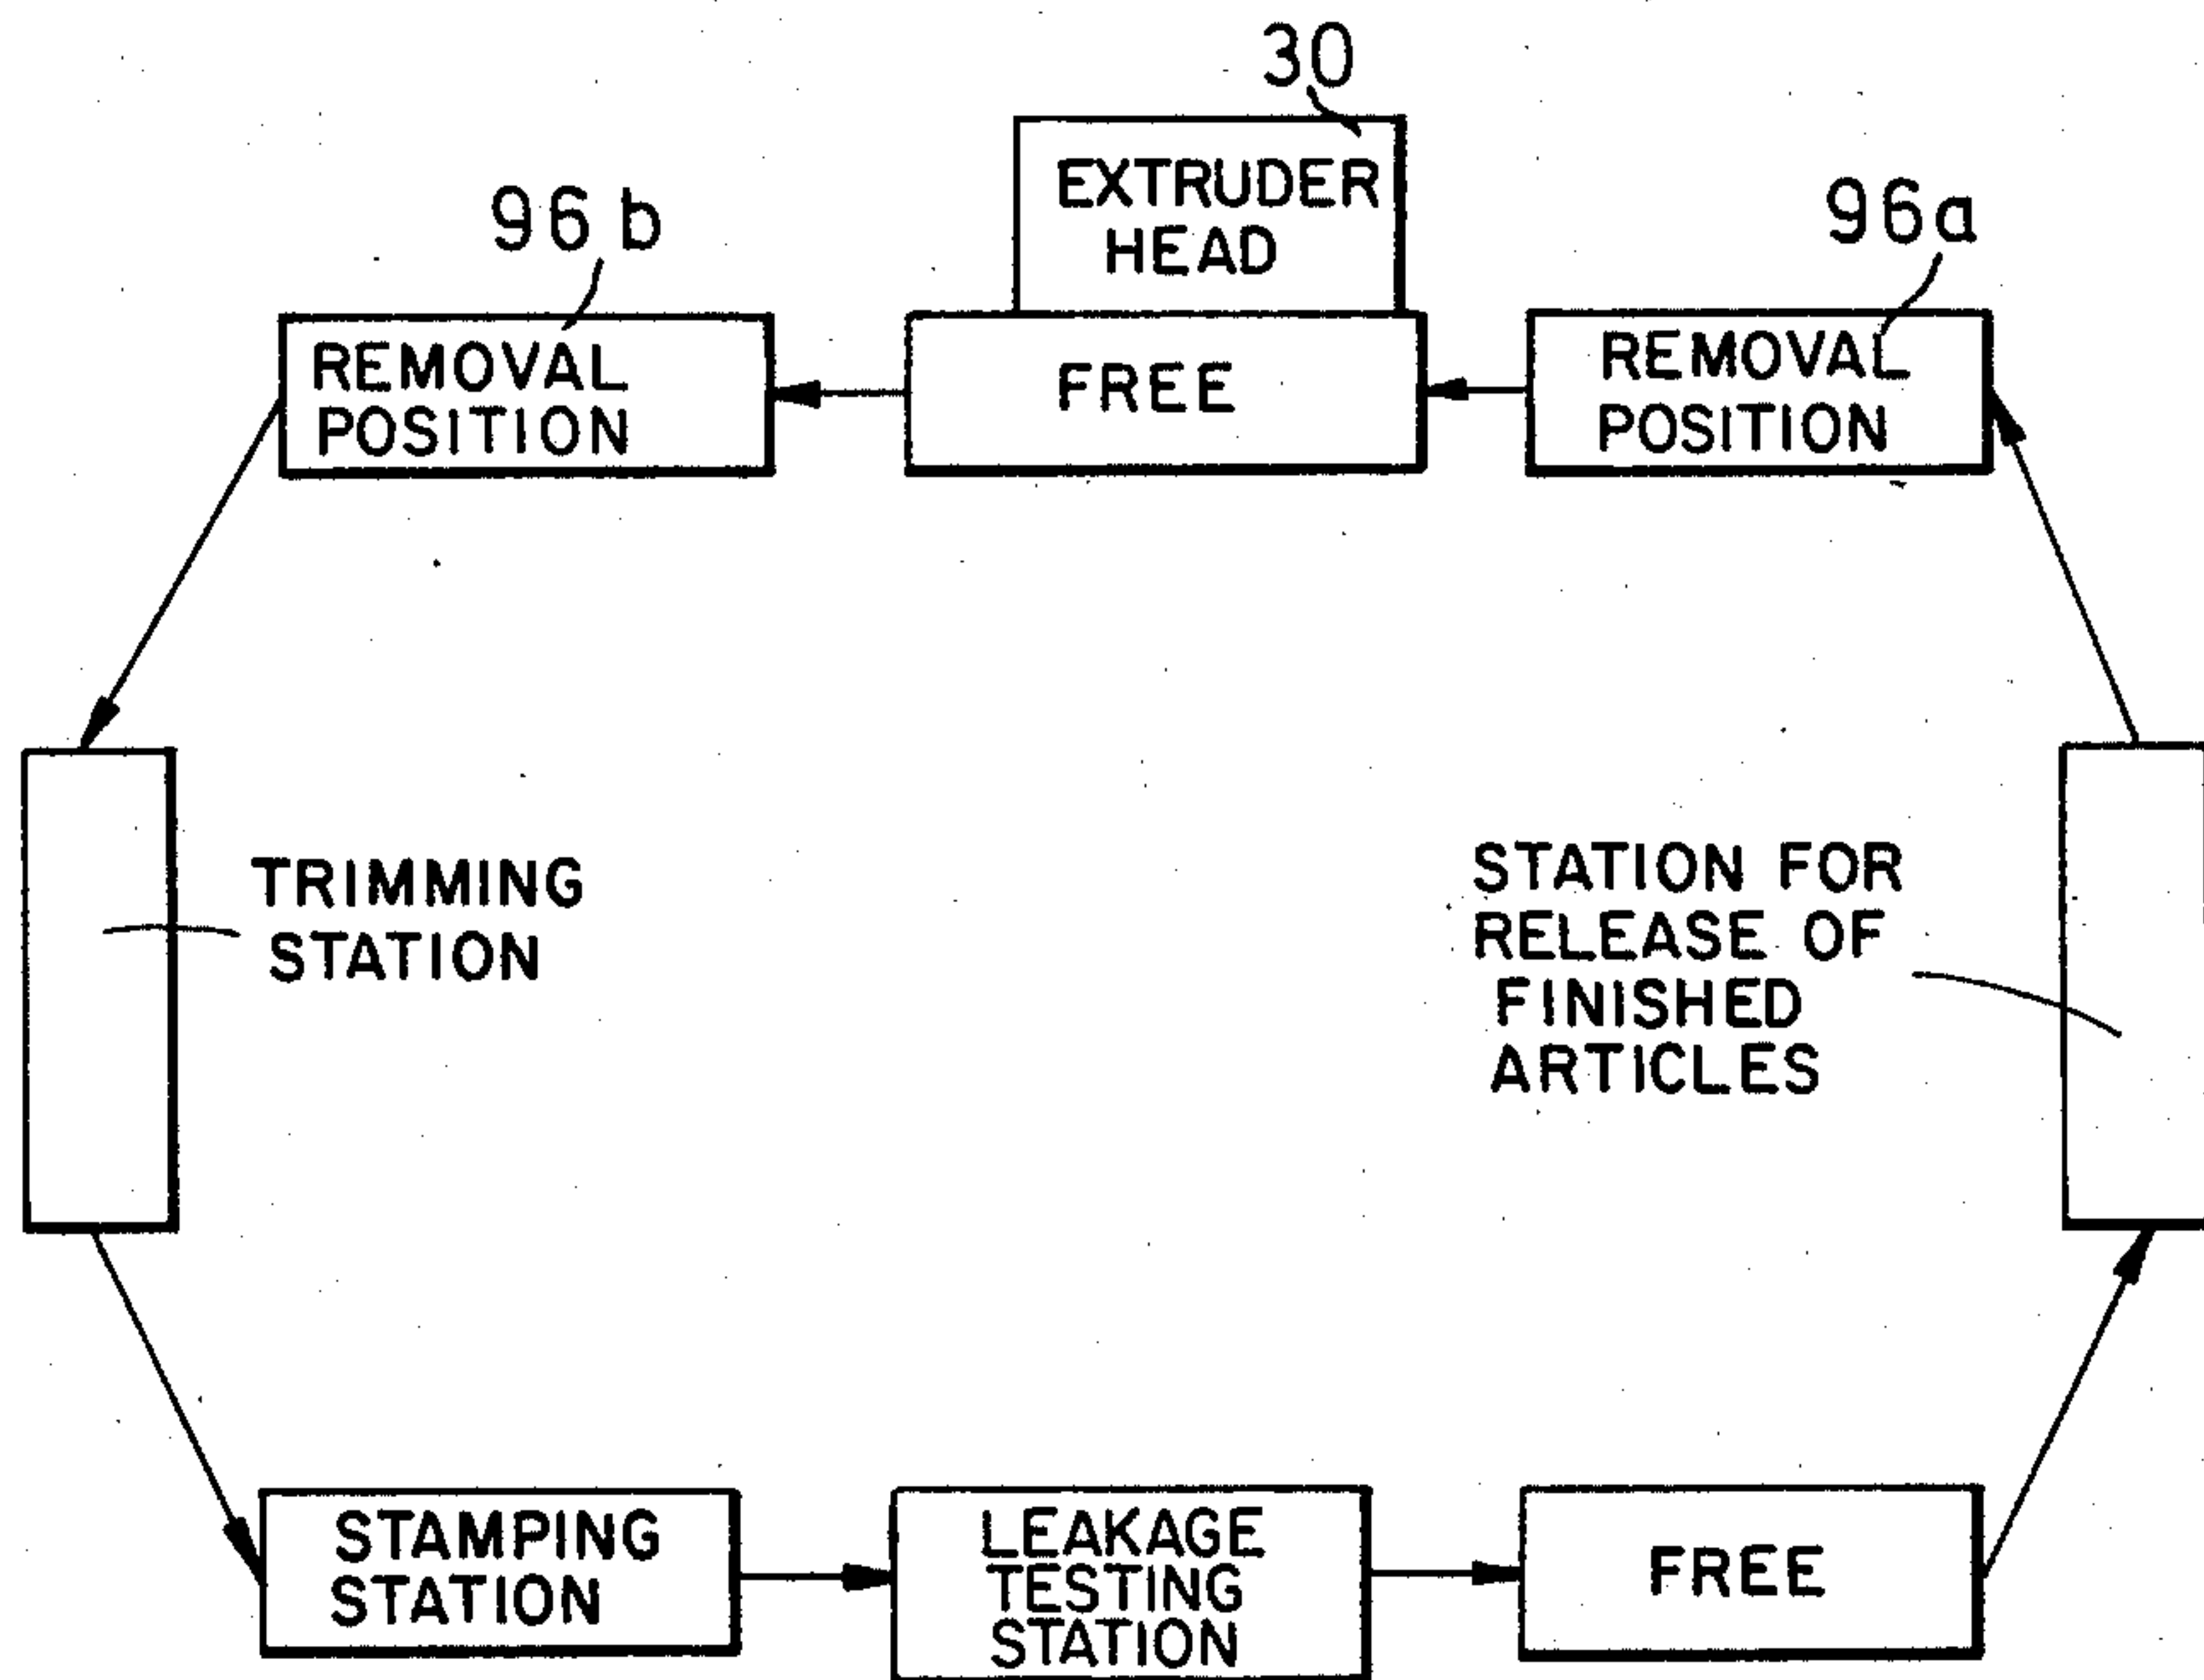 30
EXTRUDER
HEAD
96 b
96a
REMOVAL
POSITION
FREE
REMOVAL
POSITION
TRIMMING
STATION
STATION FOR
RELEASE OF
FINISHED
ARTICLES
STAMPING
STATION
LEAKAGE
TESTING
STATION
FREE